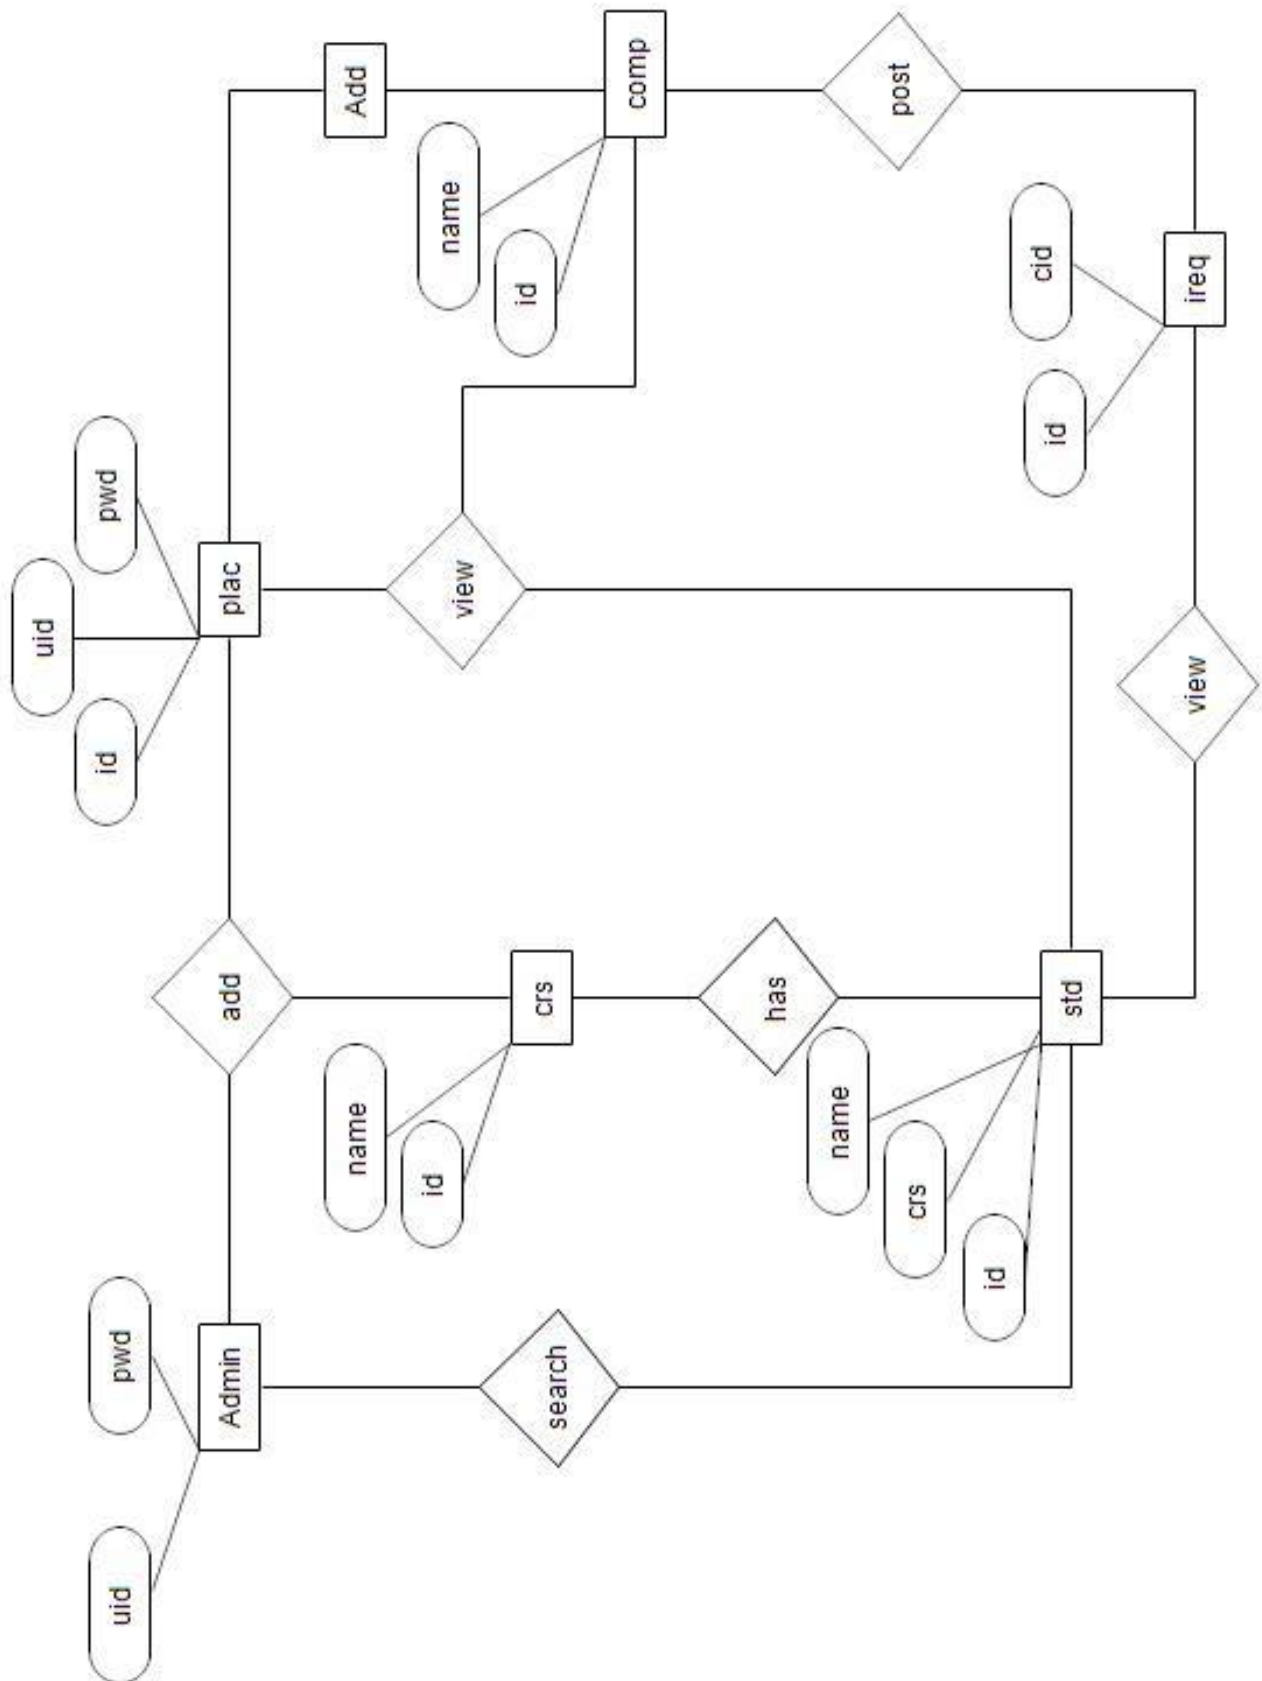 uid
uid
pwd
id
pwd
Admin
add
plac
name
Add
id
view
name
search
crs
id
comp
has
name
post
crs
id
std
id
cid
view
ireq